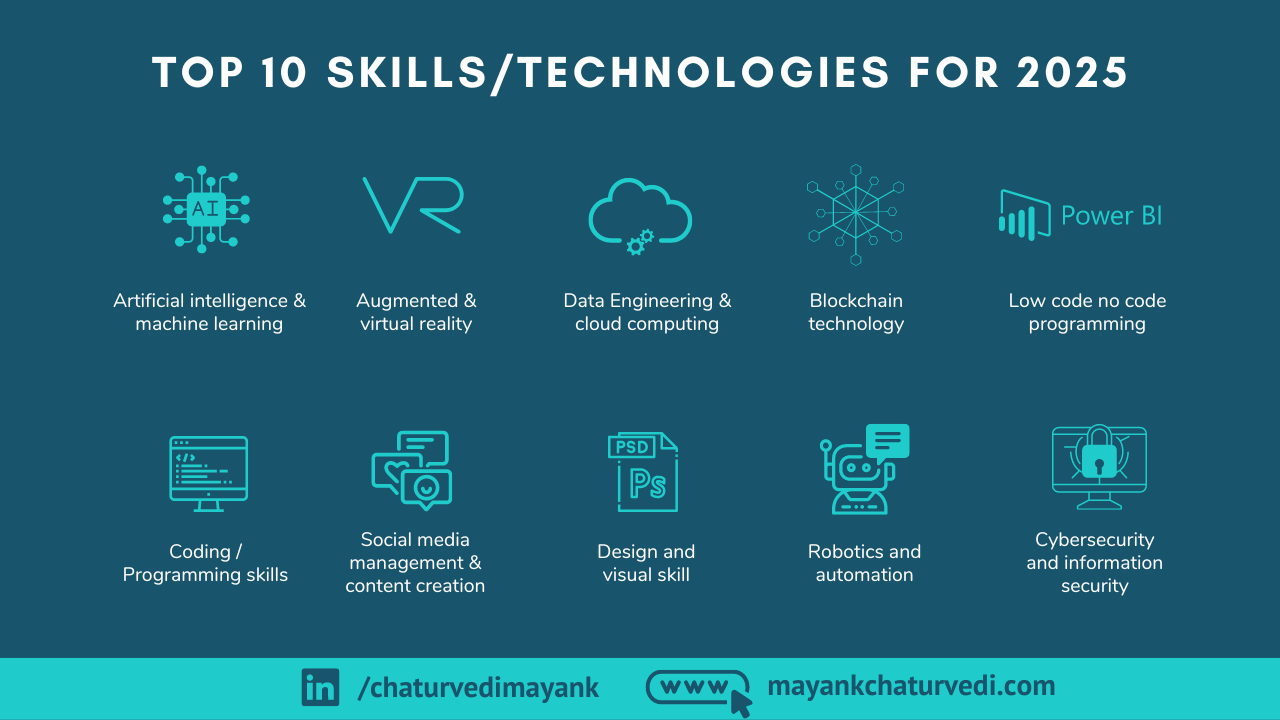 TOP 10 SKILLS/TECHNOLOGIES FOR 2025
AI
VR
Power BI
Artificial intelligence &
machine learning
Augmented &
virtual reality
Data Engineering &
cloud computing
Blockchain
technology
Low code no code
programming
</>
PSD
Ps
Coding /
Programming skills
Social media
management &
content creation
Design and
visual skill
Robotics and
automation
Cybersecurity
and information
security
in
/chaturvedimayank
www
mayankchaturvedi.com